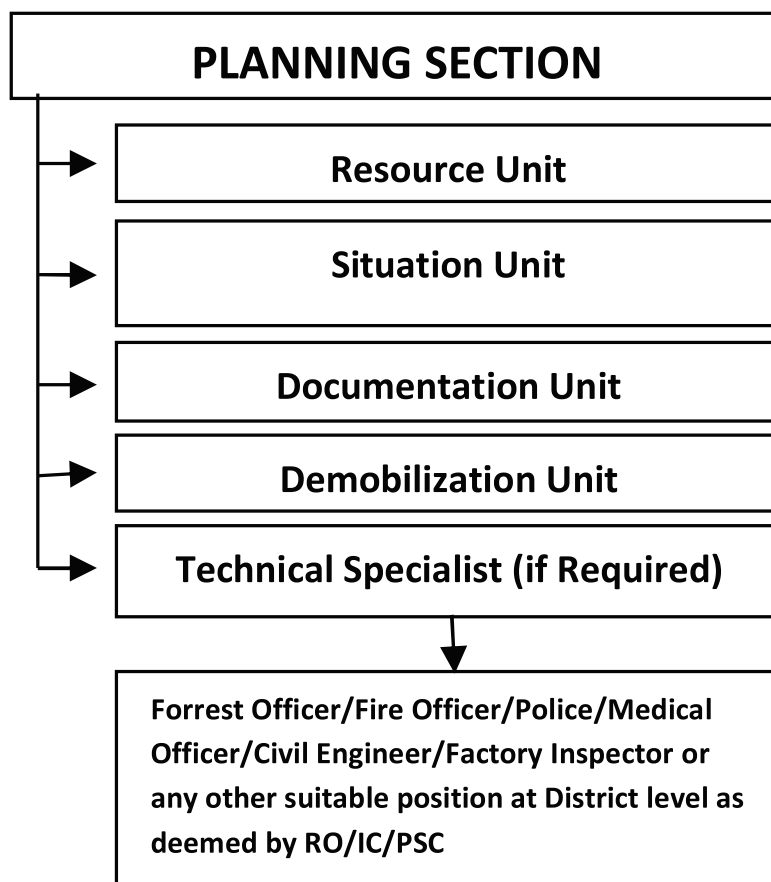 PLANNING SECTION
Resource Unit
Situation Unit
Documentation Unit
Demobilization Unit
Technical Specialist (if Required)
Forrest Officer/Fire Officer/Police/Medical
Officer/Civil Engineer/Factory Inspector or
any other suitable position at District level as
deemed by RO/IC/PSC